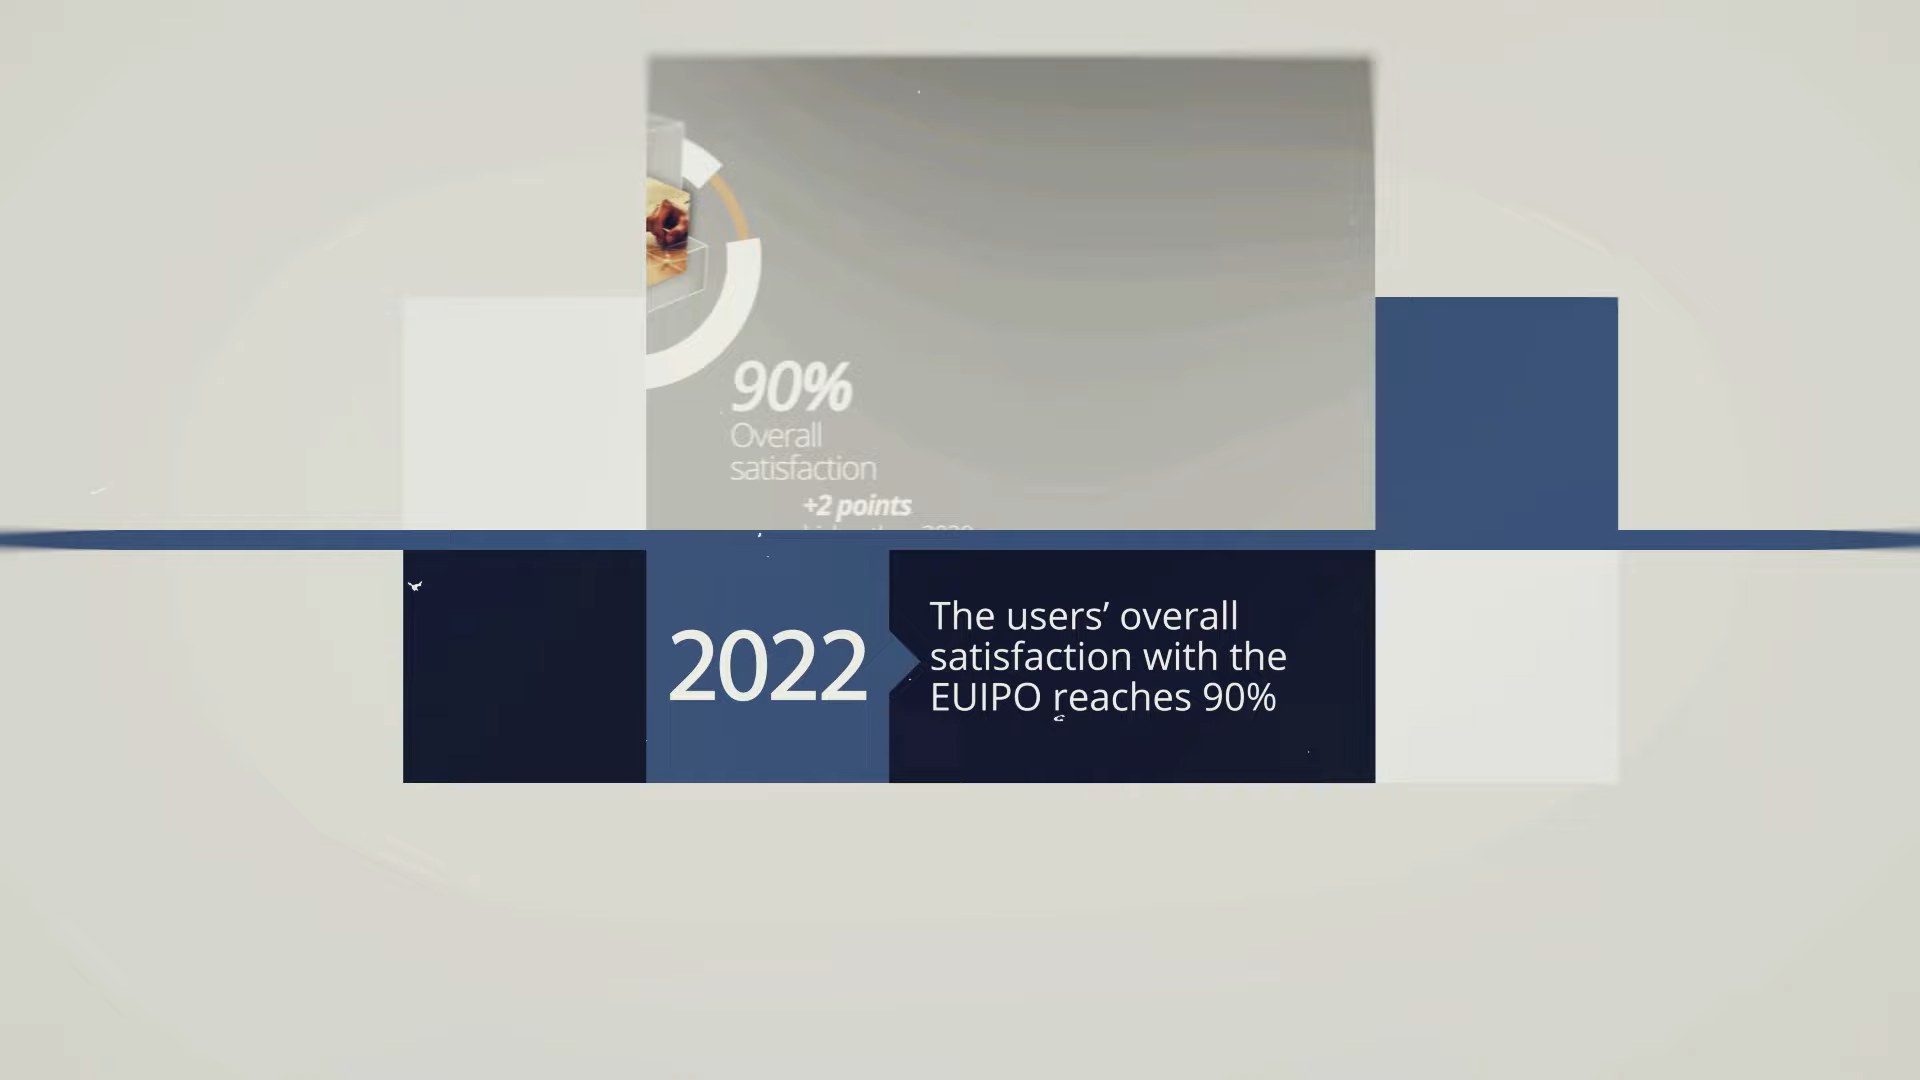 90%
Overall
satisfaction
+2 points
2022
The users’ overall
satisfaction with the
EUIPO reaches 90%